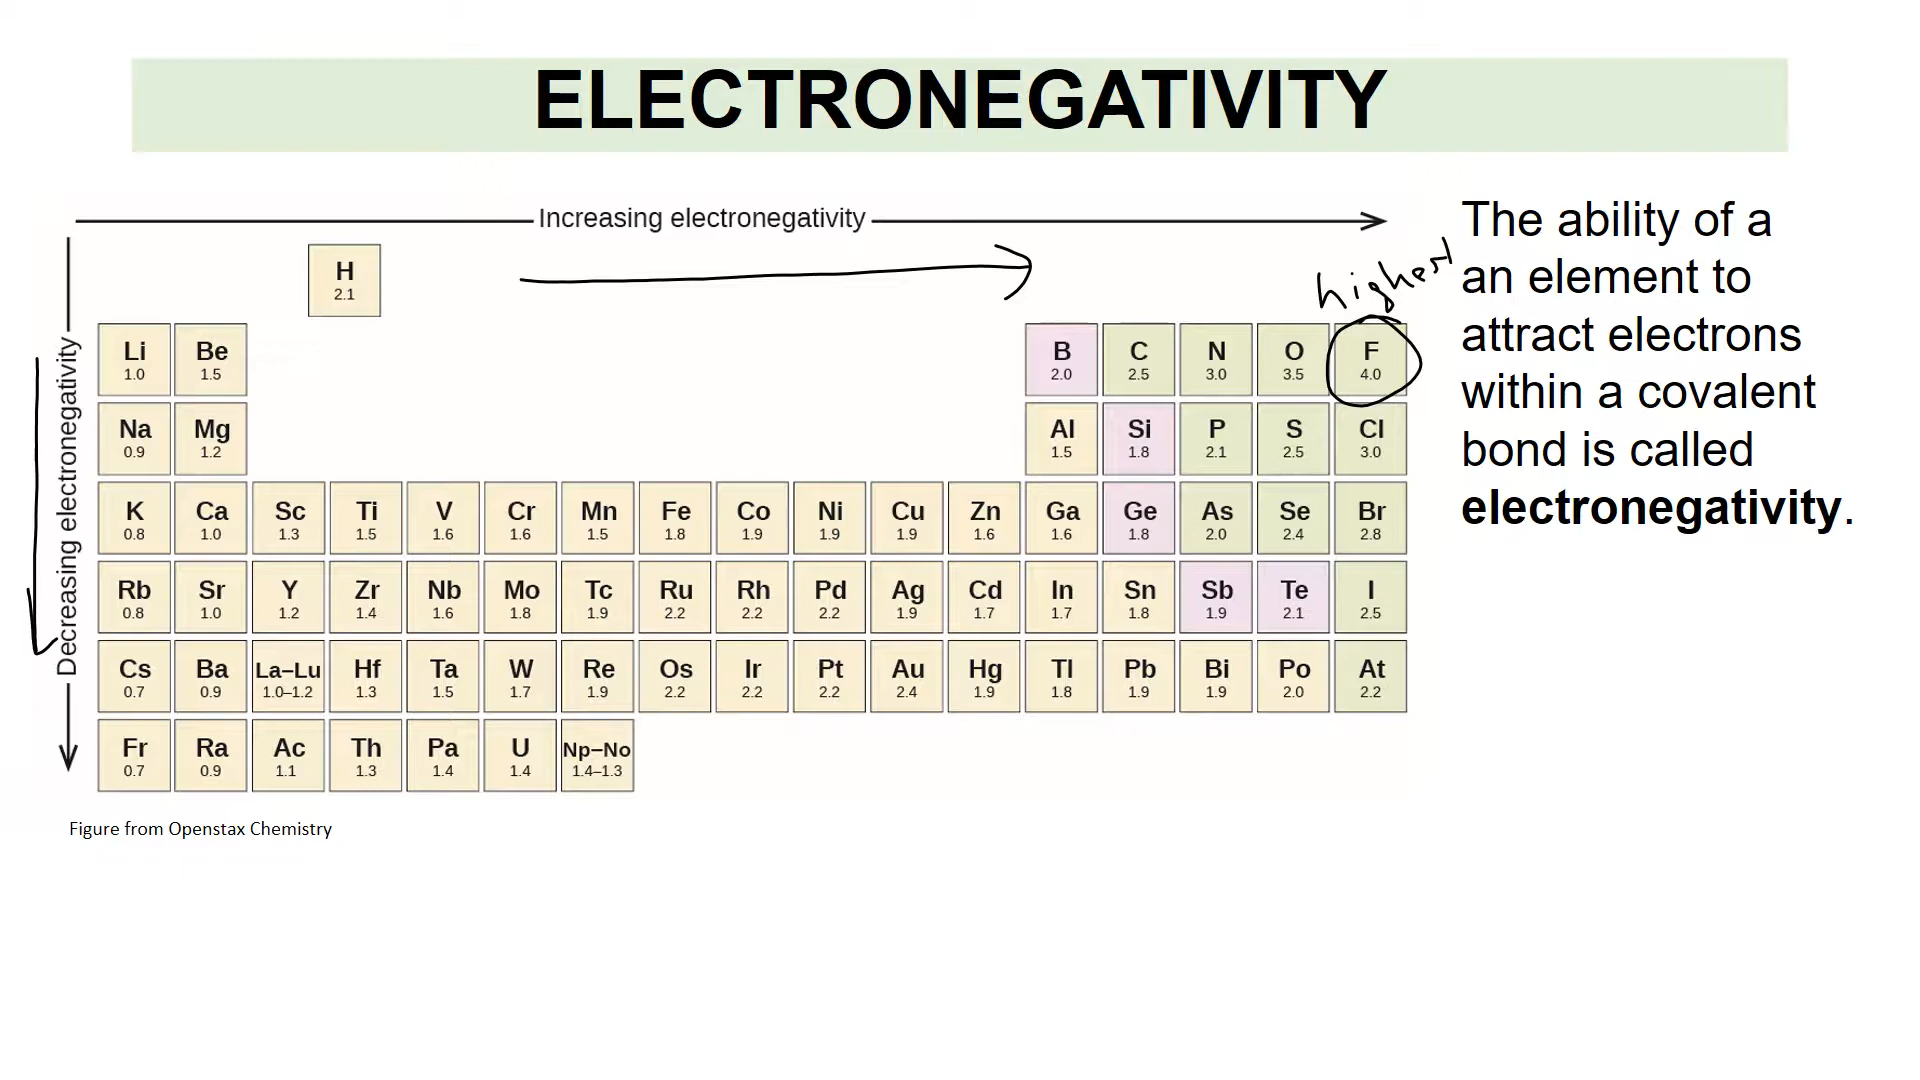 ELECTRONEGATIVITY
Increasing electronegativity
Decreasing electronegativity
highest
H
2.1
Li Be B C N O F
1.0 1.5 2.0 2.5 3.0 3.5 4.0
Na Mg Al Si P S Cl
0.9 1.2 1.5 1.8 2.1 2.5 3.0
K Ca Sc Ti V Cr Mn Fe Co Ni Cu Zn Ga Ge As Se Br
0.8 1.0 1.3 1.5 1.6 1.6 1.5 1.8 1.9 1.9 1.9 1.6 1.6 1.8 2.0 2.4 2.8
Rb Sr Y Zr Nb Mo Tc Ru Rh Pd Ag Cd In Sn Sb Te I
0.8 1.0 1.2 1.4 1.6 1.8 1.9 2.2 2.2 2.2 1.9 1.7 1.7 1.8 1.9 2.1 2.5
Cs Ba La–Lu Hf Ta W Re Os Ir Pt Au Hg Tl Pb Bi Po At
0.7 0.9 1.0–1.2 1.3 1.5 1.7 1.9 2.2 2.2 2.2 2.4 1.9 1.8 1.9 1.9 2.0 2.2
Fr Ra Ac Th Pa U Np–No
0.7 0.9 1.1 1.3 1.4 1.4 1.4–1.3
Figure from Openstax Chemistry
The ability of a
an element to
attract electrons
within a covalent
bond is called
electronegativity.